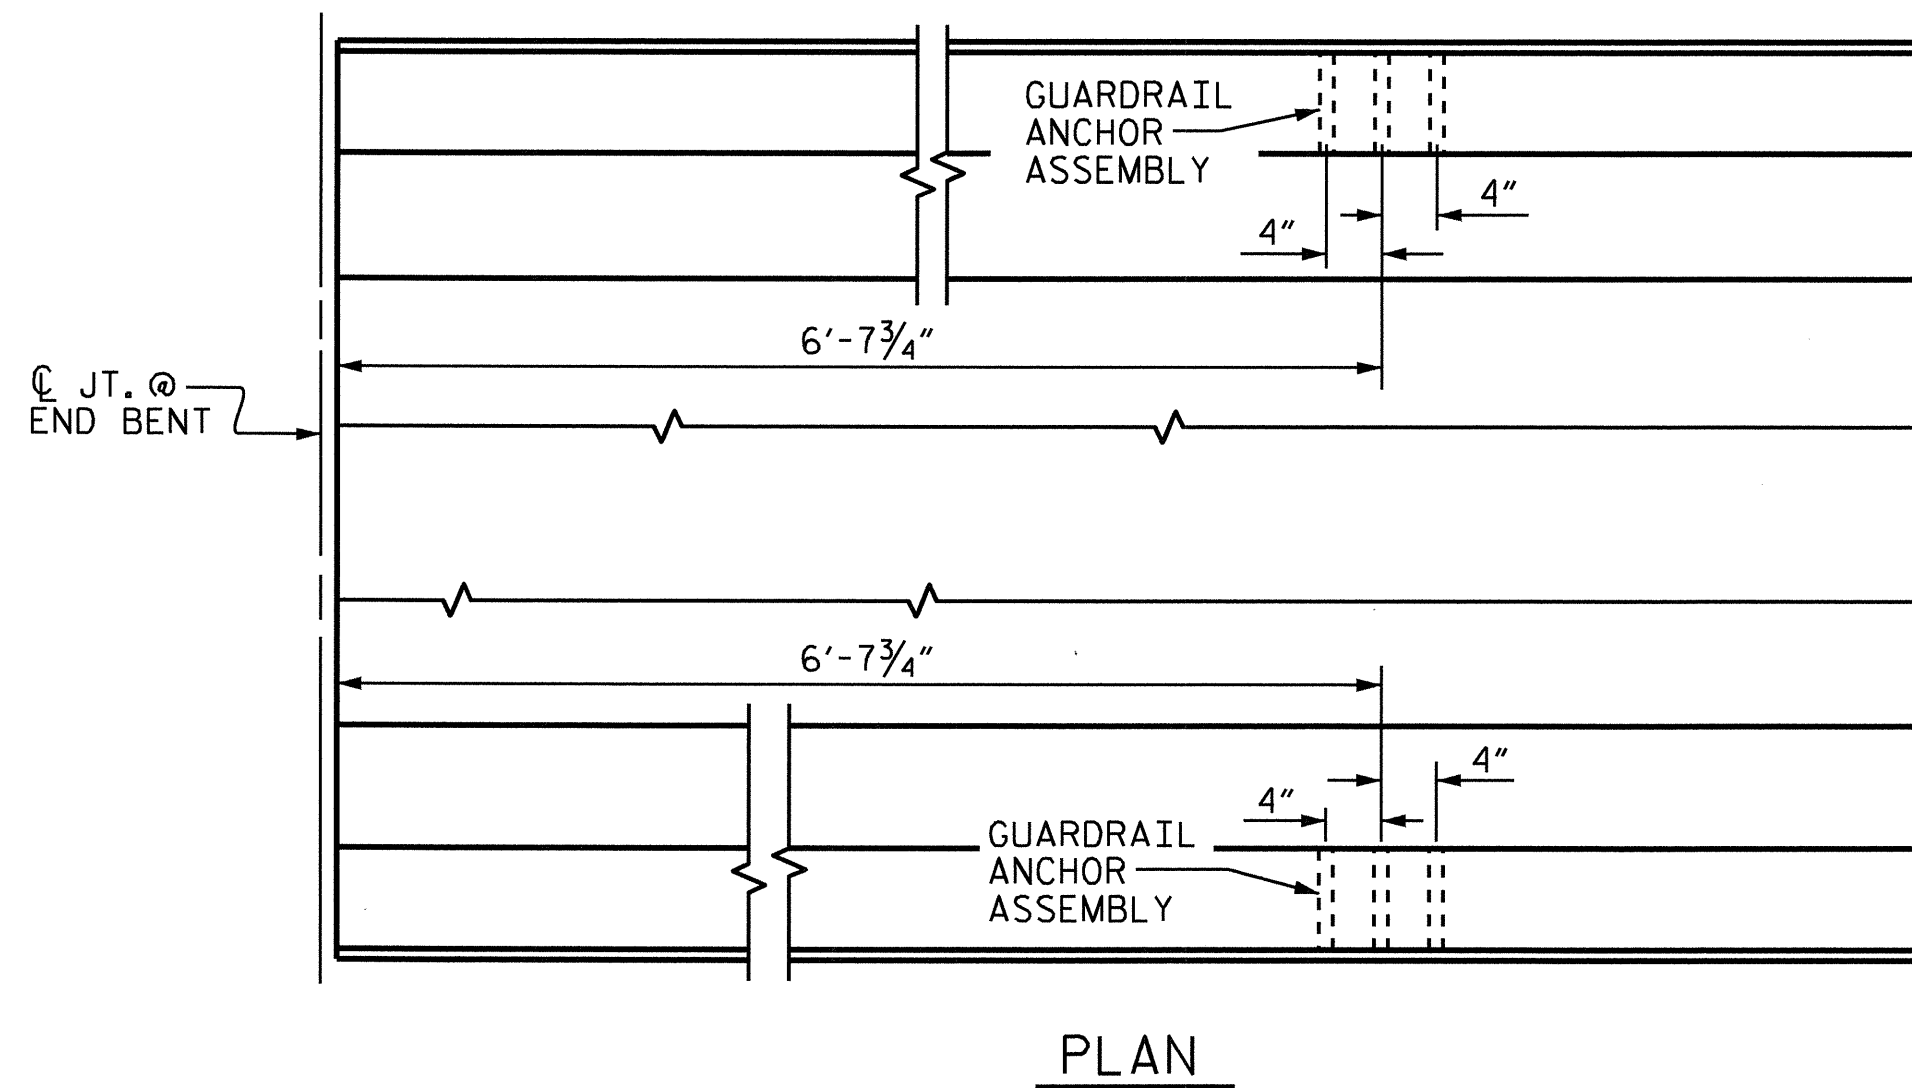 GUARDRAIL
ANCHOR
ASSEMBLY
4"
4"
6'-7¾"
℄ JT. @
END BENT
6'-7¾"
4"
4"
GUARDRAIL
ANCHOR
ASSEMBLY
PLAN